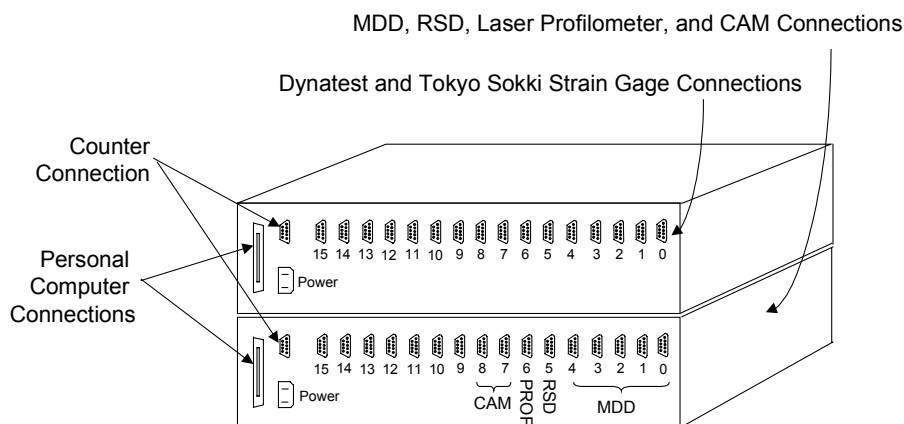 MDD, RSD, Laser Profilometer, and CAM Connections
Dynatest and Tokyo Sokki Strain Gage Connections
Counter
Connection
Personal
Computer
Connections
15 14 13 12 11 10 9 8 7 6 5 4 3 2 1 0
Power
15 14 13 12 11 10 9 8 7 6 5 4 3 2 1 0
Power
CAM
PROF
RSD
MDD